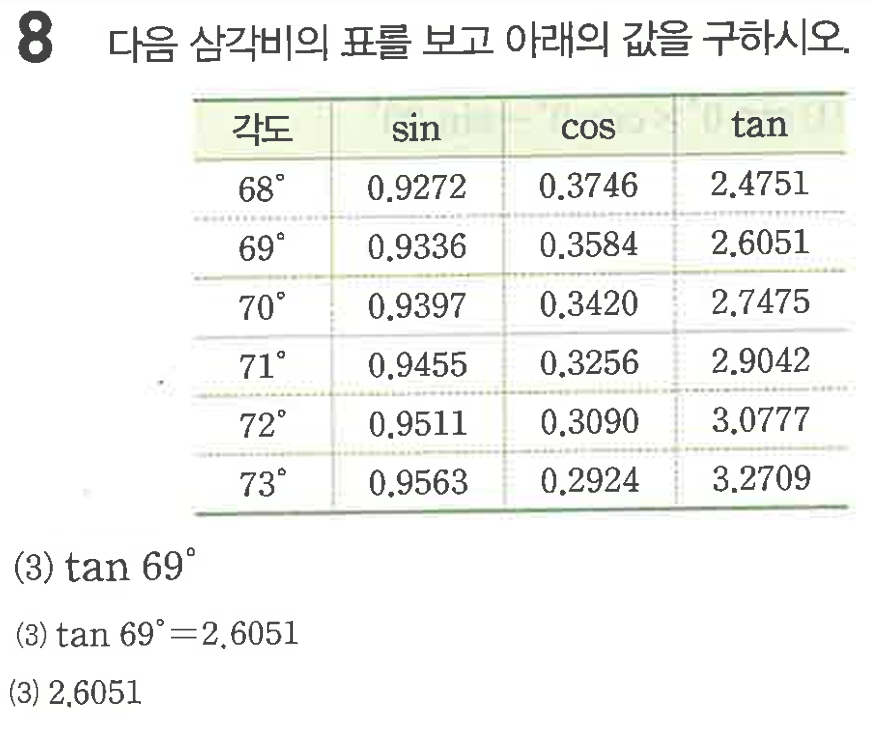 8 다음 삼각비의 표를 보고 아래의 값을 구하시오.
각도 sin cos tan
68° 0.9272 0.3746 2.4751
69° 0.9336 0.3584 2.6051
70° 0.9397 0.3420 2.7475
71° 0.9455 0.3256 2.9042
72° 0.9511 0.3090 3.0777
73° 0.9563 0.2924 3.2709
(3) tan 69°
(3) tan 69°=2.6051
(3) 2.6051